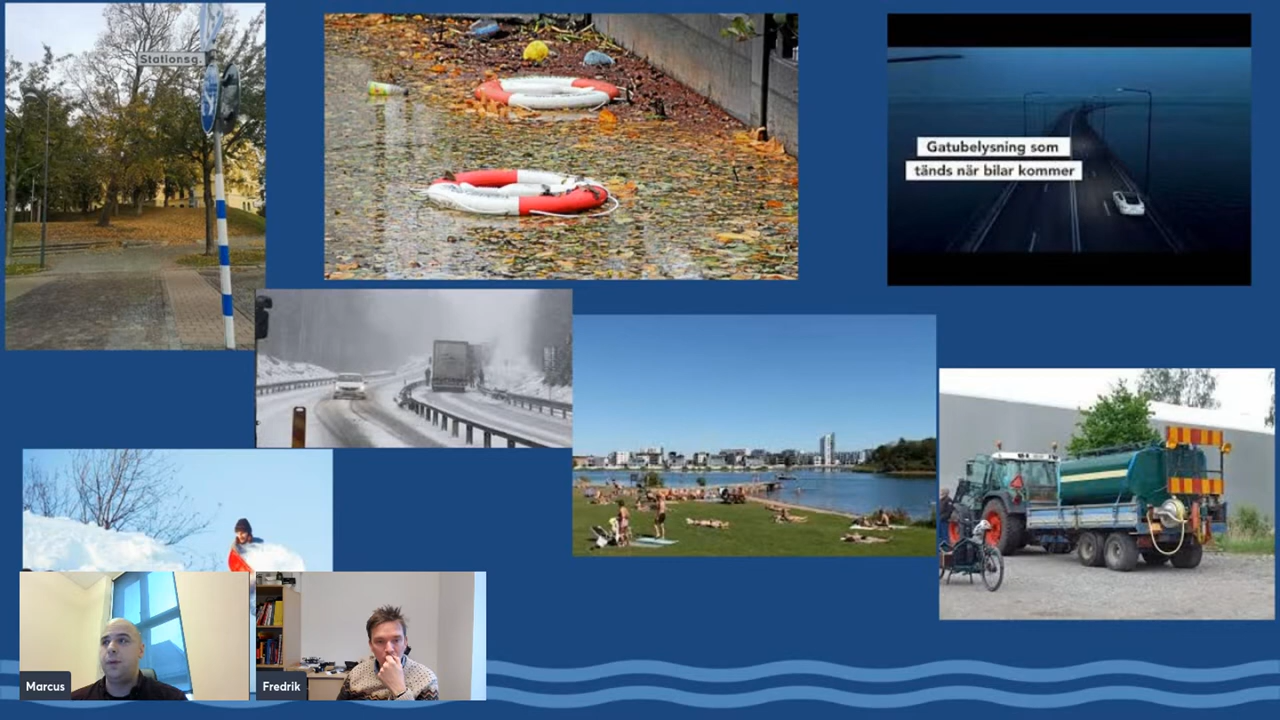 Stationsg.
Gatubelysning som
tänds när bilar kommer
Marcus
Fredrik